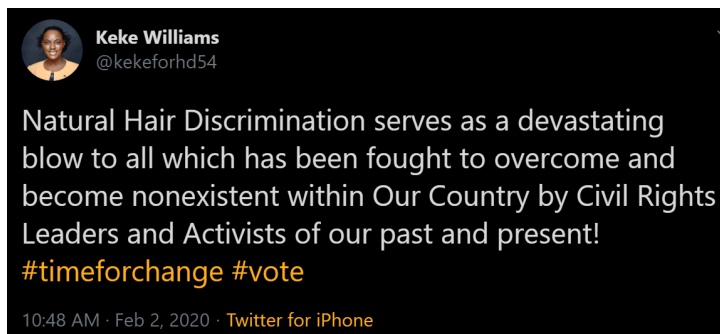 Keke Williams
@kekeforhd54
Natural Hair Discrimination serves as a devastating
blow to all which has been fought to overcome and
become nonexistent within Our Country by Civil Rights
Leaders and Activists of our past and present!
#timeforchange #vote
10:48 AM · Feb 2, 2020 · Twitter for iPhone